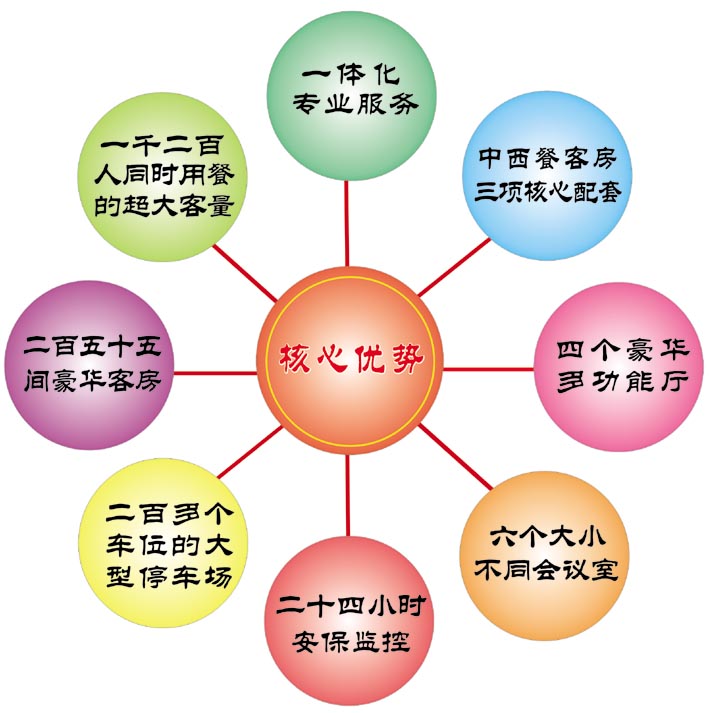 一体化
专业服务
中西餐客房
三项核心配套
四个豪华
多功能厅
六个大小
不同会议室
二十四小时
安保监控
二百多个
车位的大
型停车场
二百五十五
间豪华客房
一千二百
人同时用餐
的超大客量
核心优势